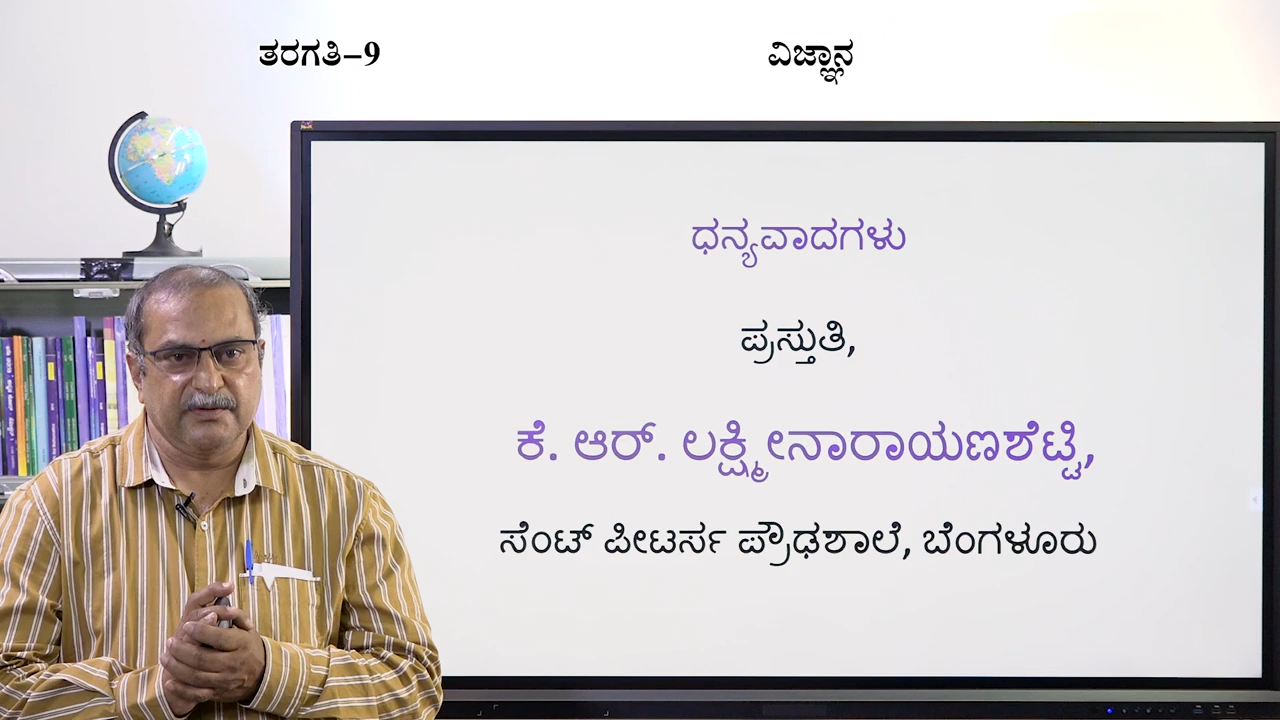 ತರಗತಿ–9
ವಿಜ್ಞಾನ
ಧನ್ಯವಾದಗಳು
ಪ್ರಸ್ತುತಿ,
ಕೆ. ಆರ್. ಲಕ್ಷ್ಮೀನಾರಾಯಣಶೆಟ್ಟಿ,
ಸೆಂಟ್ ಪೀಟರ್ಸ ಪ್ರೌಢಶಾಲೆ, ಬೆಂಗಳೂರು